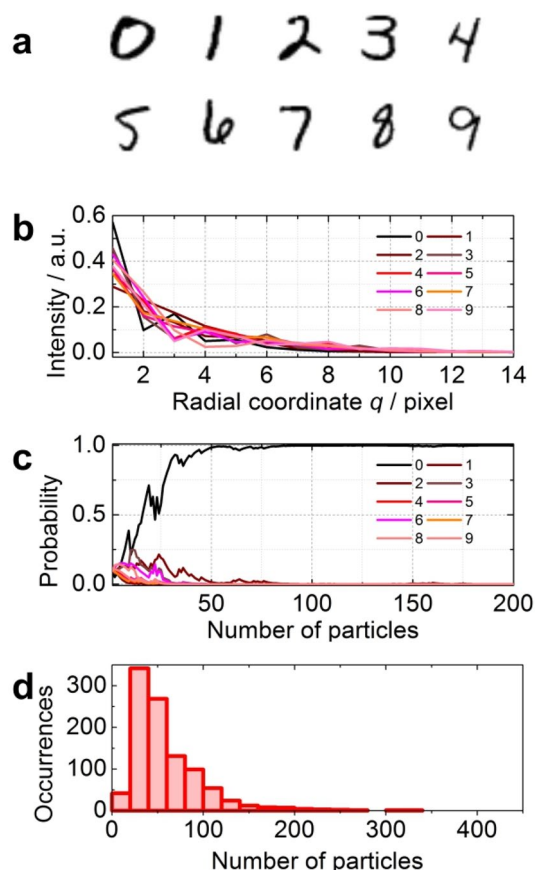 a
0 1 2 3 4
5 6 7 8 9
b
Intensity / a.u.
0.6
0.4
0.2
0.0
0 1
2 3
4 5
6 7
8 9
2 4 6 8 10 12 14
Radial coordinate q / pixel
c
Probability
1.0
0.5
0.0
0 1
2 3
4 5
6 7
8 9
50 100 150 200
Number of particles
d
Occurrences
300
200
100
0
0 100 200 300 400
Number of particles